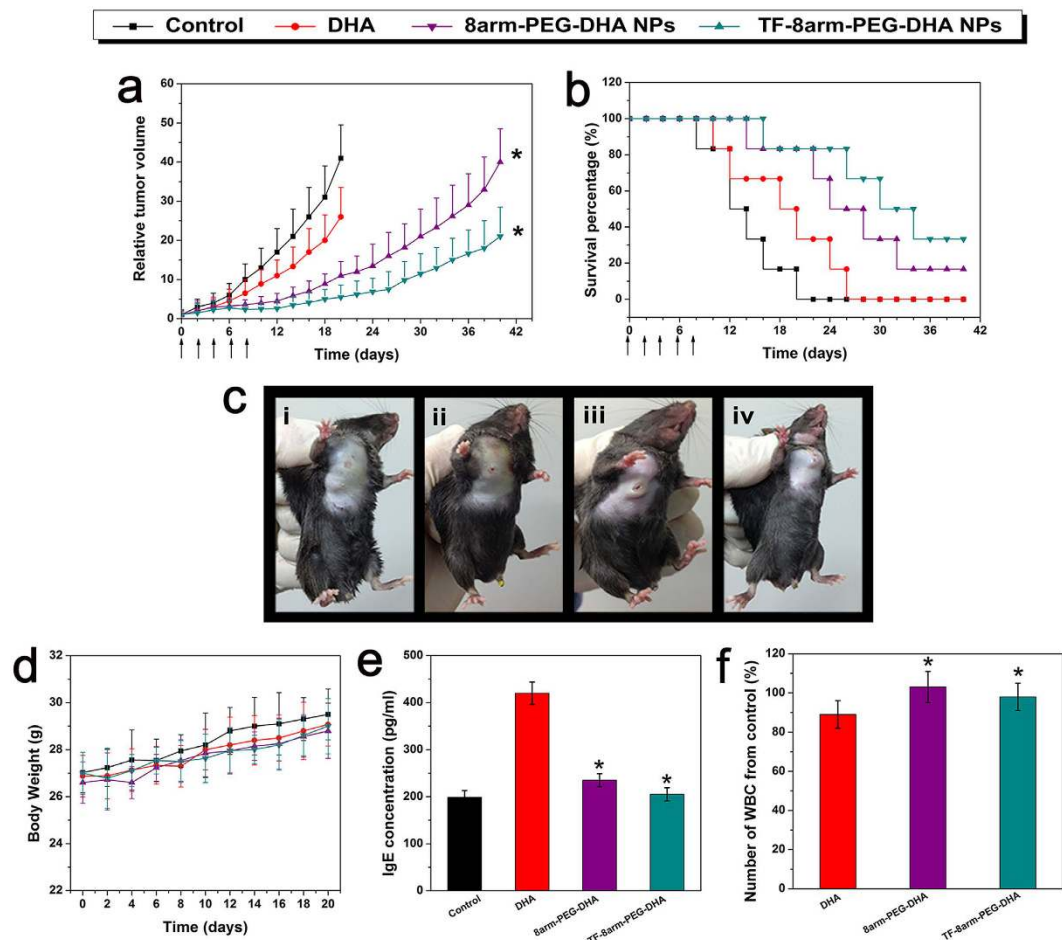 Control DHA 8arm-PEG-DHA NPs TF-8arm-PEG-DHA NPs
a
Relative tumor volume
60
50
40
30
20
10
0
*
*
0 6 12 18 24 30 36 42
Time (days)
b
Survival percentage (%)
100
80
60
40
20
0
0 6 12 18 24 30 36 42
Time (days)
c
i
ii
iii
iv
d
Body Weight (g)
32
30
28
26
24
22
0 2 4 6 8 10 12 14 16 18 20
Time (days)
e
IgE concentration (pg/ml)
500
400
300
200
100
0
*
*
Control
DHA
8arm-PEG-DHA
TF-8arm-PEG-DHA
f
Number of WBC from control (%)
120
100
80
60
40
20
0
*
*
DHA
8arm-PEG-DHA
TF-8arm-PEG-DHA